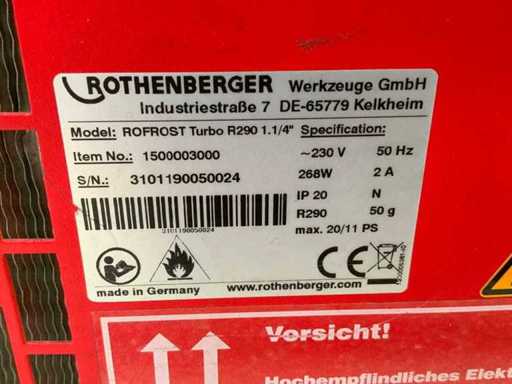 ROTHENBERGER Werkzeuge GmbH
Industriestraße 7 DE-65779 Kelkheim
Model: ROFROST Turbo R290 1.1/4" Specification:
Item No.: 1500003000 ~230 V 50 Hz
S/N.: 3101190050024 268W 2 A
IP 20 N
R290 50 g
3101190050024 max. 20/11 PS
made in Germany www.rothenberger.com
Vorsicht!
Hochempfindliches Elekt